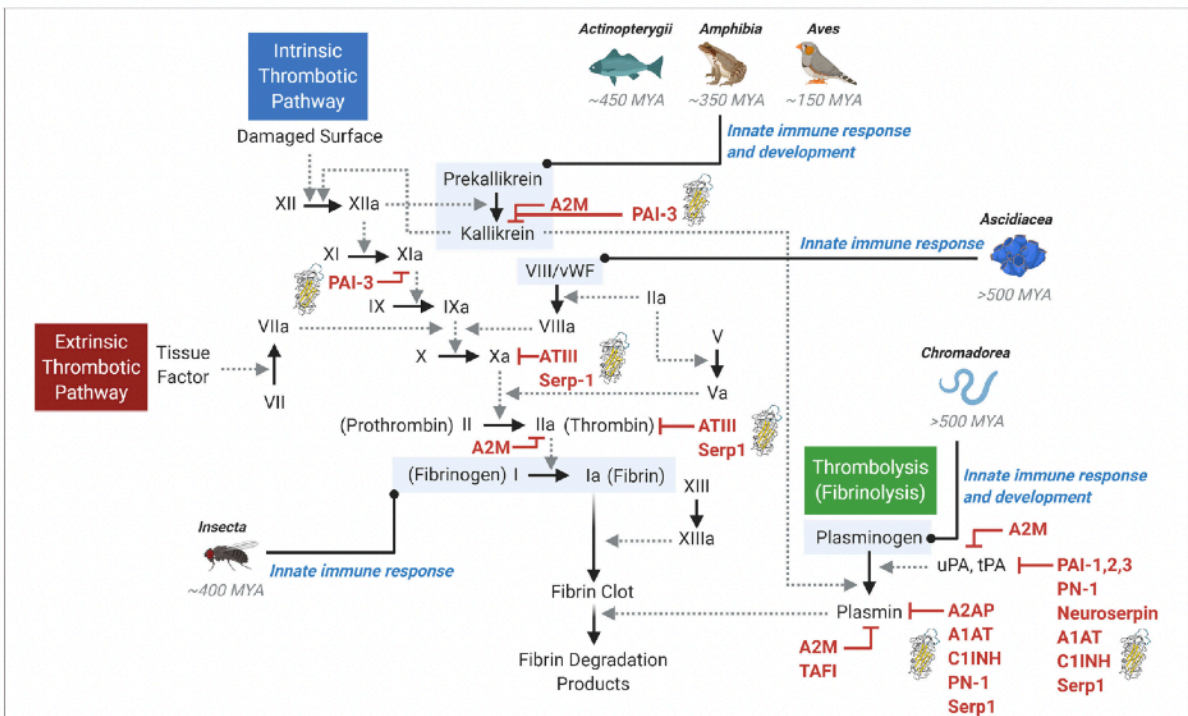 Actinopterygii
Amphibia
Aves
~450 MYA
~350 MYA
~150 MYA
Innate immune response
and development
Intrinsic
Thrombotic
Pathway
Damaged Surface
XII
XIIa
Prekallikrein
Kallikrein
A2M
PAI-3
Ascidiacea
Innate immune response
>500 MYA
XI
XIa
PAI-3
VIII/vWF
IX
IXa
VIIIa
IIa
VIIa
Extrinsic
Thrombotic
Pathway
Tissue
Factor
VII
X
Xa
ATIII
Serp-1
V
Va
Chromadorea
>500 MYA
(Prothrombin) II
IIa (Thrombin)
ATIII
Serp1
A2M
(Fibrinogen) I
Ia (Fibrin)
XIII
XIIIa
Thrombolysis
(Fibrinolysis)
Innate immune response
and development
Insecta
~400 MYA
Innate immune response
Plasminogen
A2M
uPA, tPA
PAI-1,2,3
PN-1
Neuroserpin
A1AT
C1INH
Serp1
Fibrin Clot
Plasmin
A2AP
A1AT
C1INH
PN-1
Serp1
A2M
TAFI
Fibrin Degradation
Products